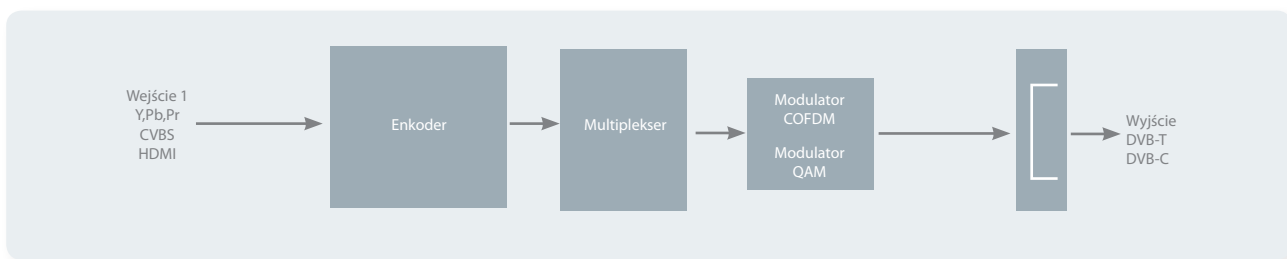 Wejście 1
Y,Pb,Pr
CVBS
HDMI
Enkoder
Multiplekser
Modulator
COFDM
Modulator
QAM
Wyjście
DVB-T
DVB-C